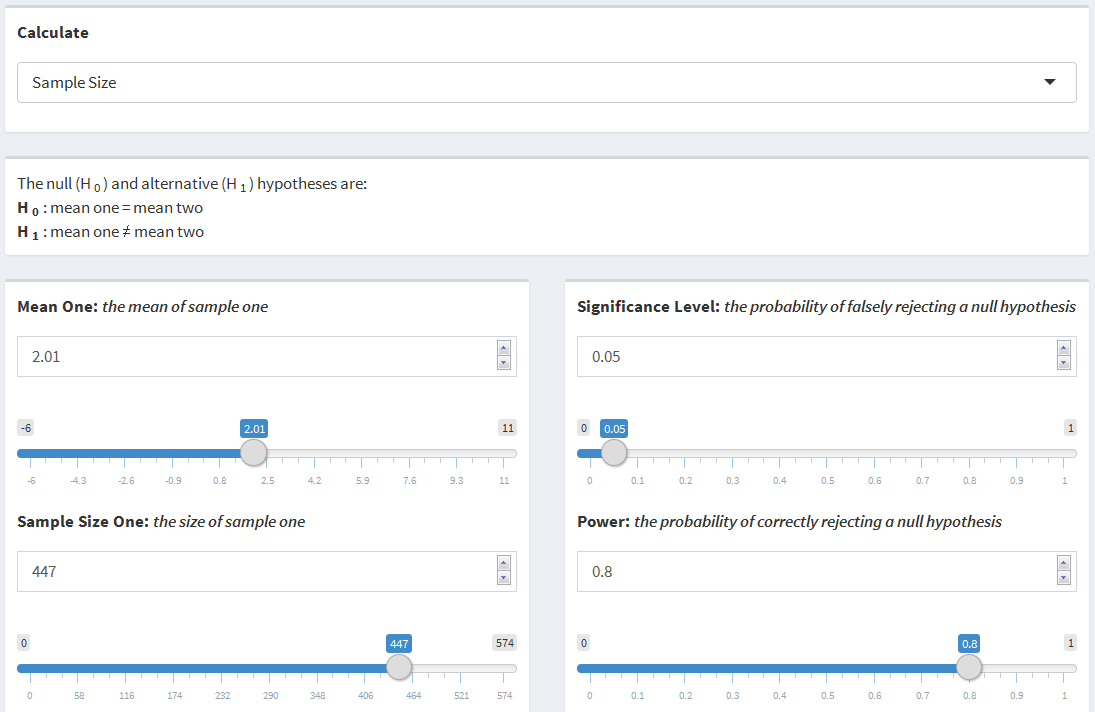 Calculate
Sample Size
The null (H 0 ) and alternative (H 1 ) hypotheses are:
H 0 : mean one = mean two
H 1 : mean one ≠ mean two
Mean One: the mean of sample one
2.01
-6 2.01 11
-6 -4.3 -2.6 -0.9 0.8 2.5 4.2 5.9 7.6 9.3 11
Sample Size One: the size of sample one
447
0 447 574
0 58 116 174 232 290 348 406 464 521 574
Significance Level: the probability of falsely rejecting a null hypothesis
0.05
0 0.05 1
0 0.1 0.2 0.3 0.4 0.5 0.6 0.7 0.8 0.9 1
Power: the probability of correctly rejecting a null hypothesis
0.8
0 0.8 1
0 0.1 0.2 0.3 0.4 0.5 0.6 0.7 0.8 0.9 1